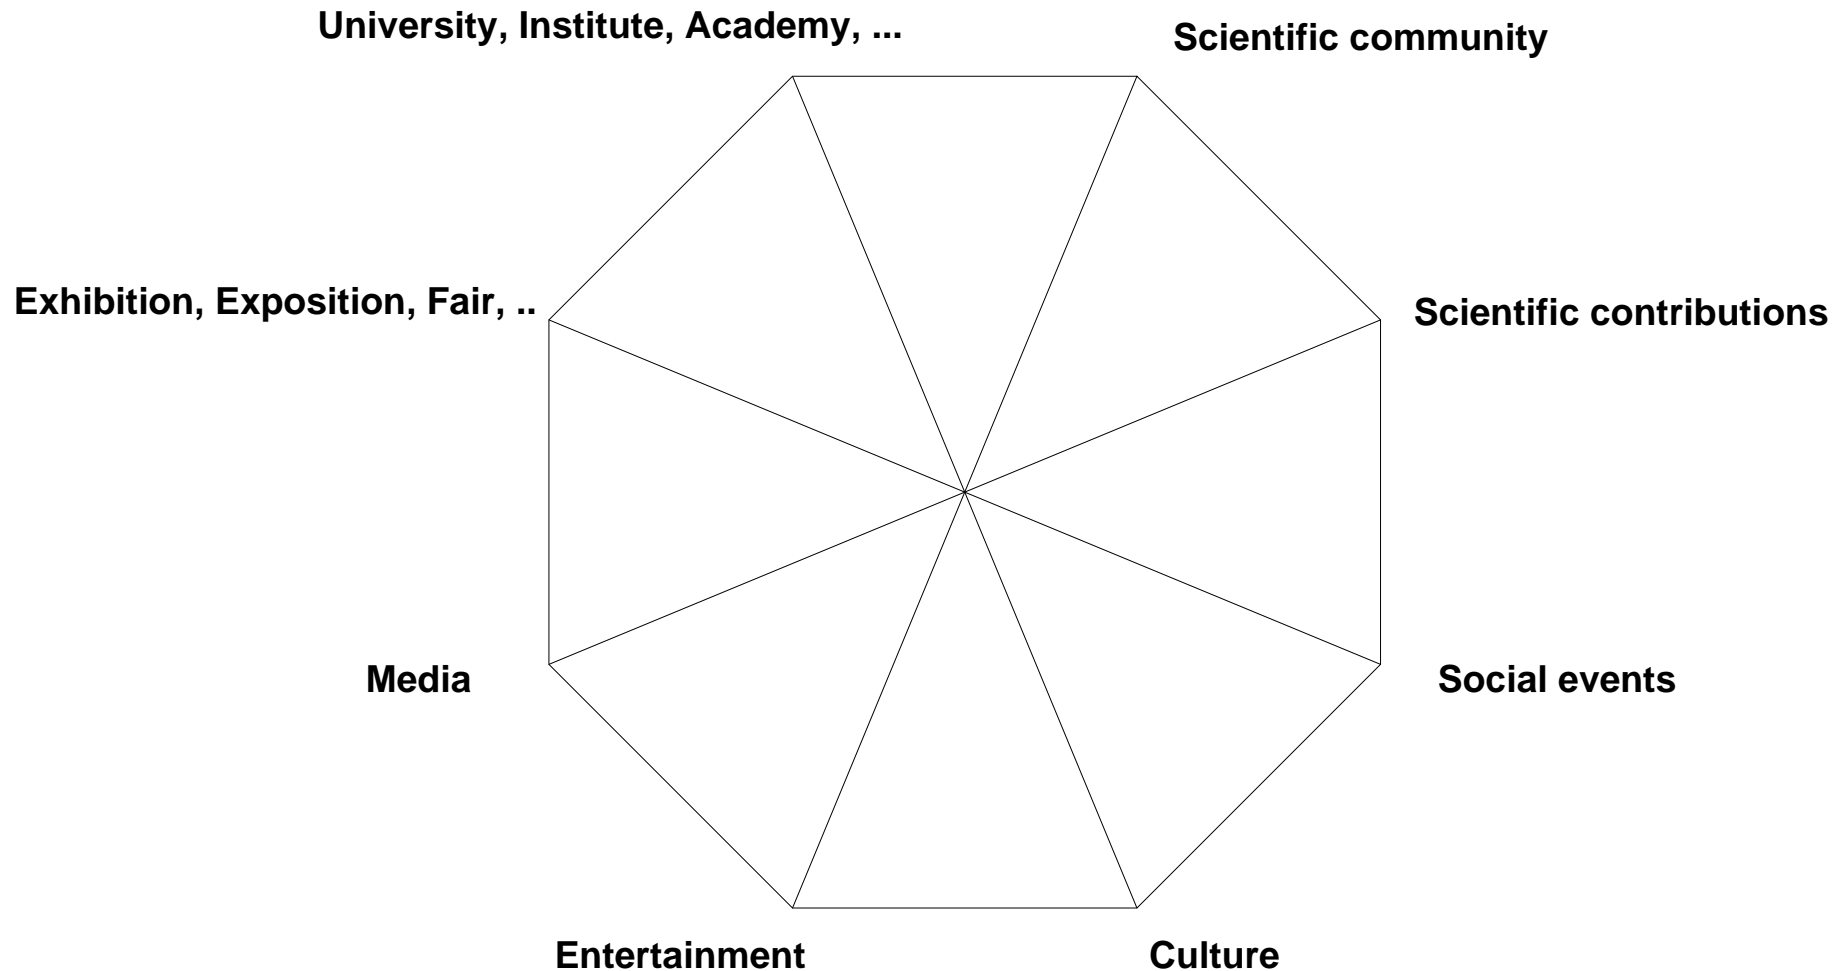 University, Institute, Academy, ...
Scientific community
Exhibition, Exposition, Fair, ..
Scientific contributions
Media
Social events
Entertainment
Culture